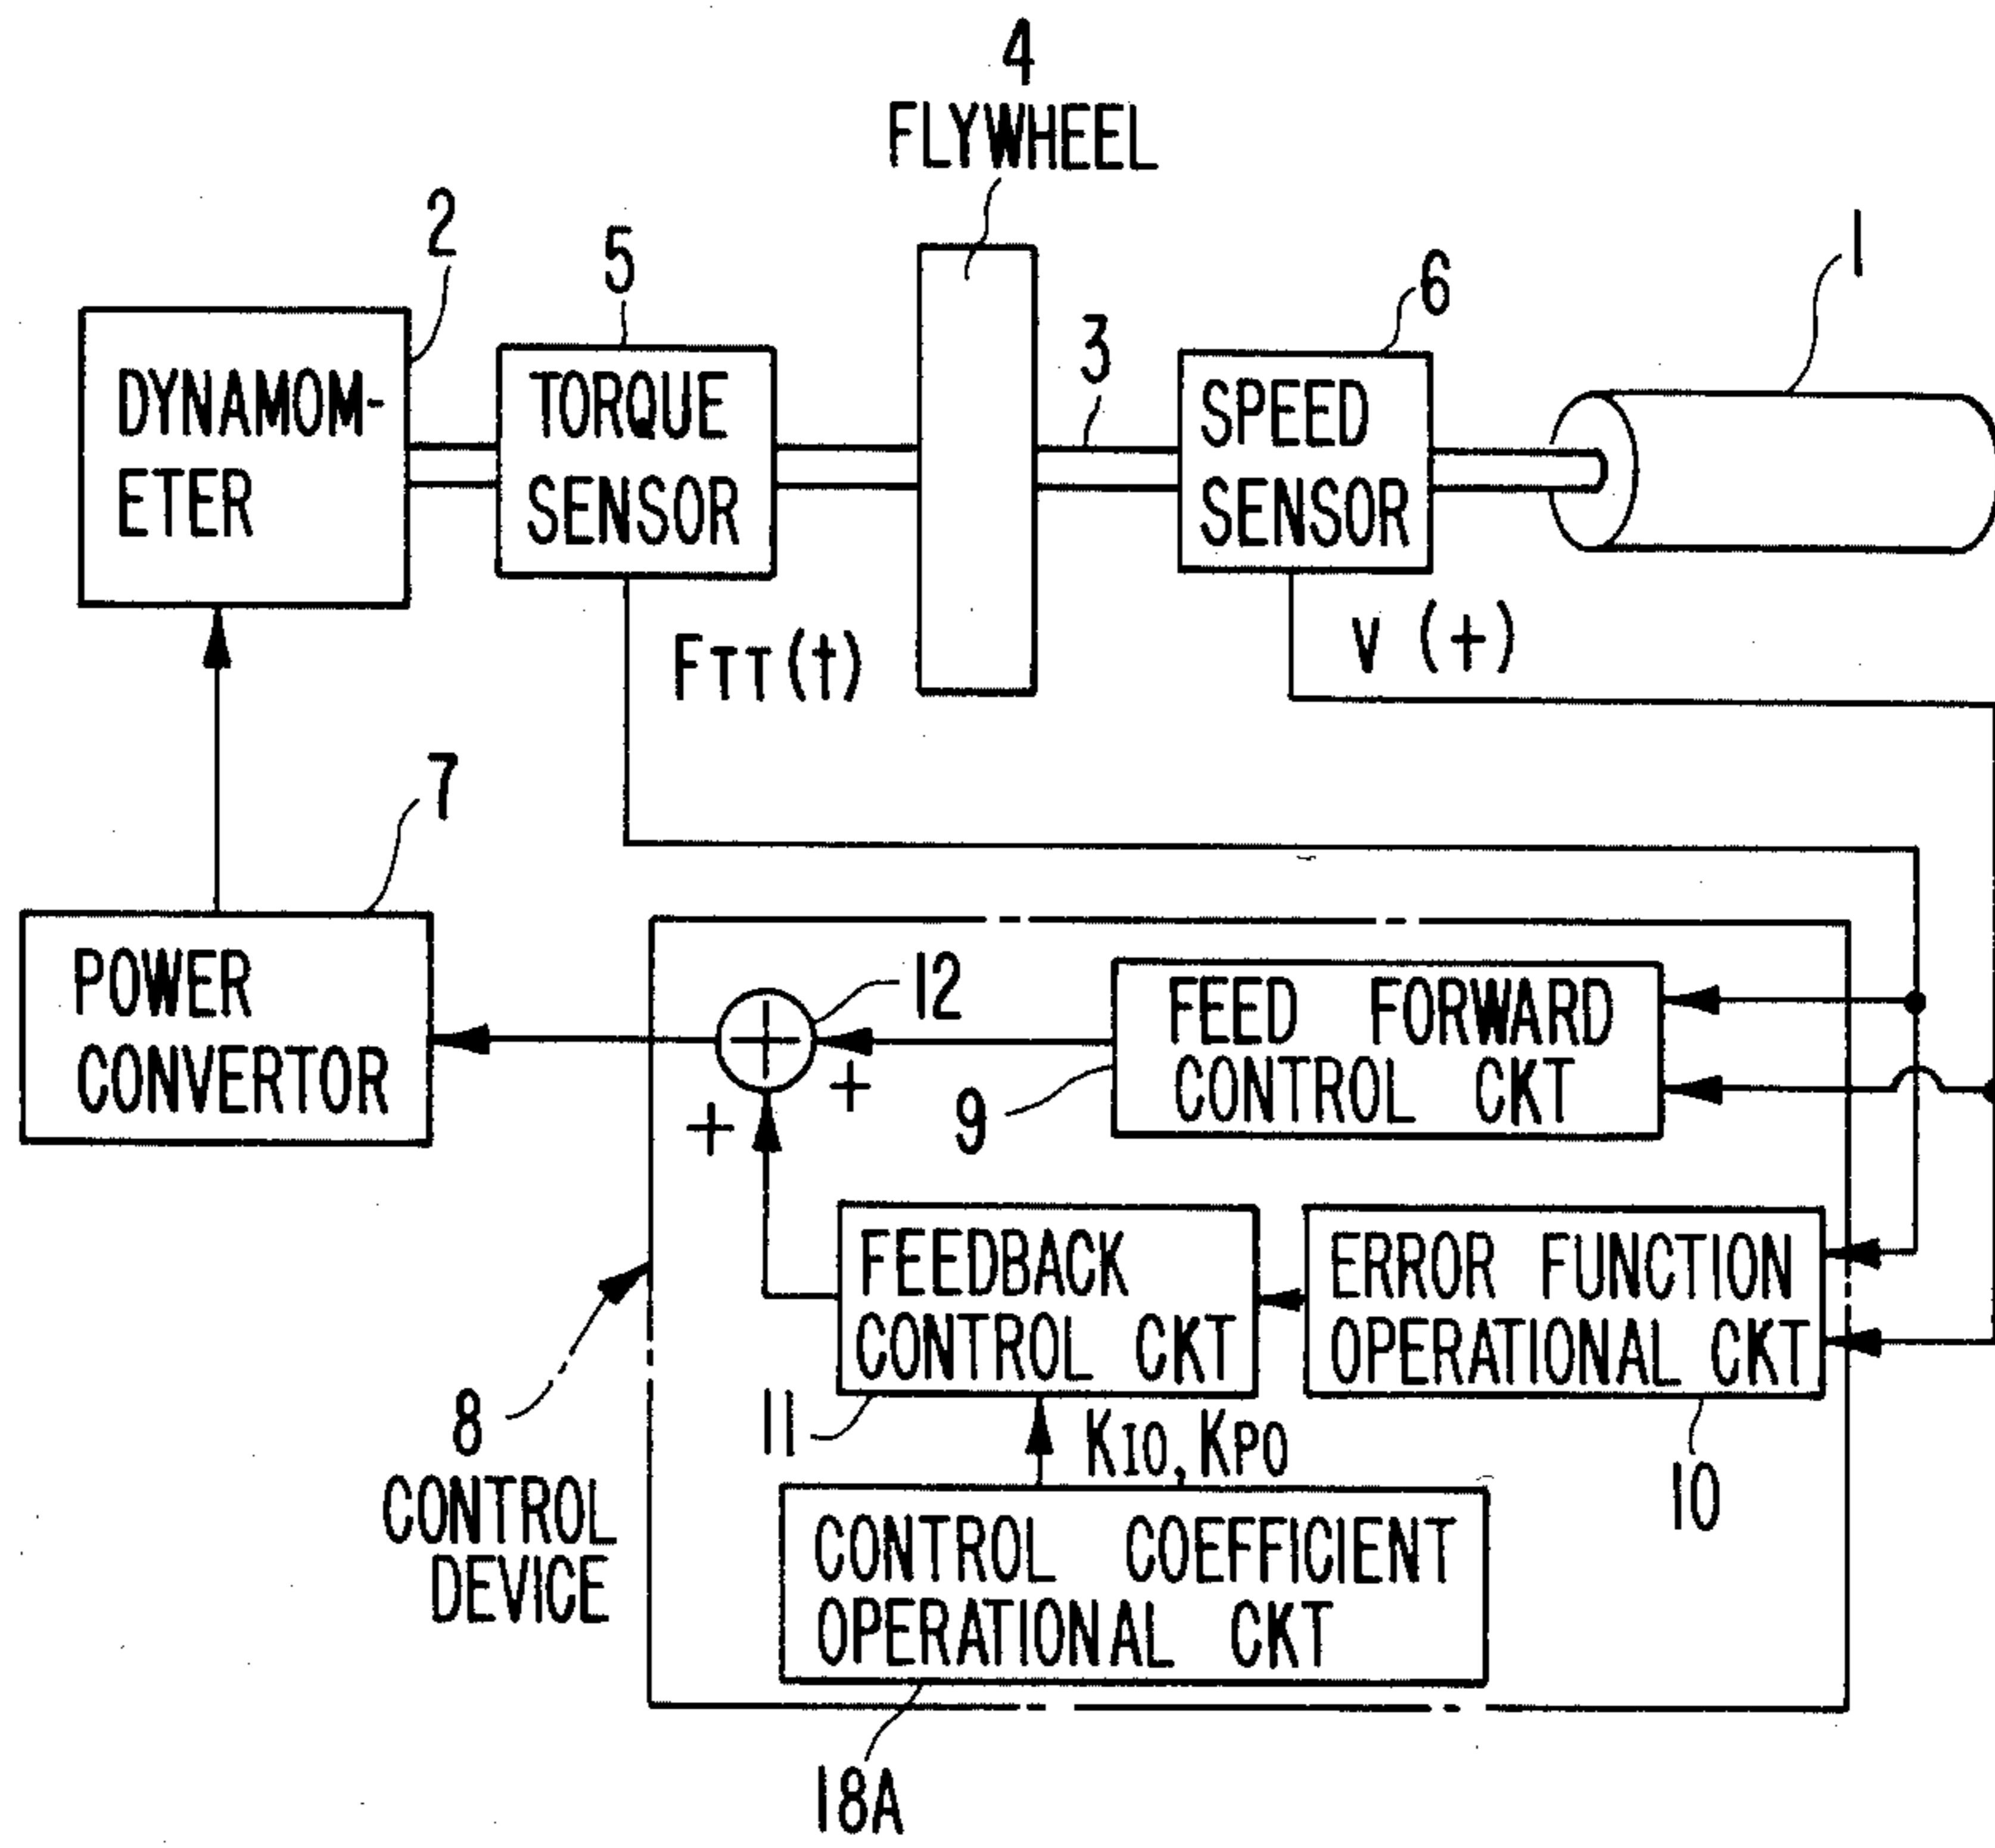 4
FLYWHEEL
2
5
6
1
3
DYNAMOM-
ETER
TORQUE
SENSOR
SPEED
SENSOR
FTT(t)
V (+)
7
POWER
CONVERTOR
12
FEED FORWARD
CONTROL CKT
9
+
+
FEEDBACK
CONTROL CKT
ERROR FUNCTION
OPERATIONAL CKT
8
CONTROL
DEVICE
11
KIO, KPO
10
CONTROL COEFFICIENT
OPERATIONAL CKT
18A